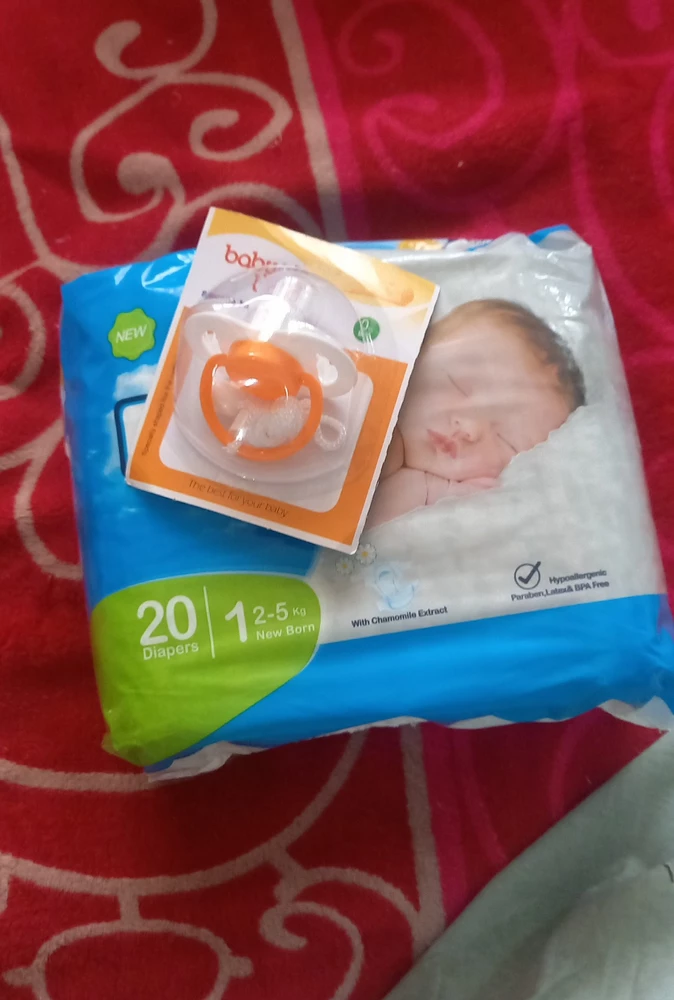 NEW
The best for your baby
20
Diapers
1
2-5 Kg
New Born
With Chamomile Extract
Hypoallergenic
Paraben,Latex& BPA Free